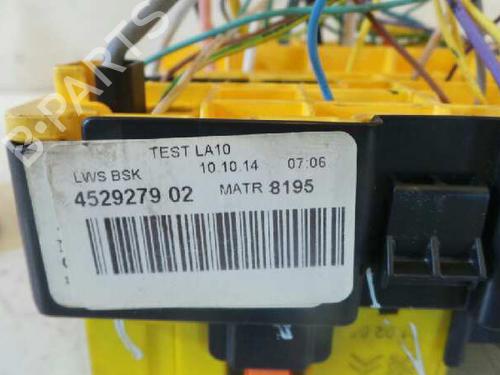 B-PARTS
TEST LA10
LWS BSK 10.10.14 07:06
4529279 02 MATR 8195